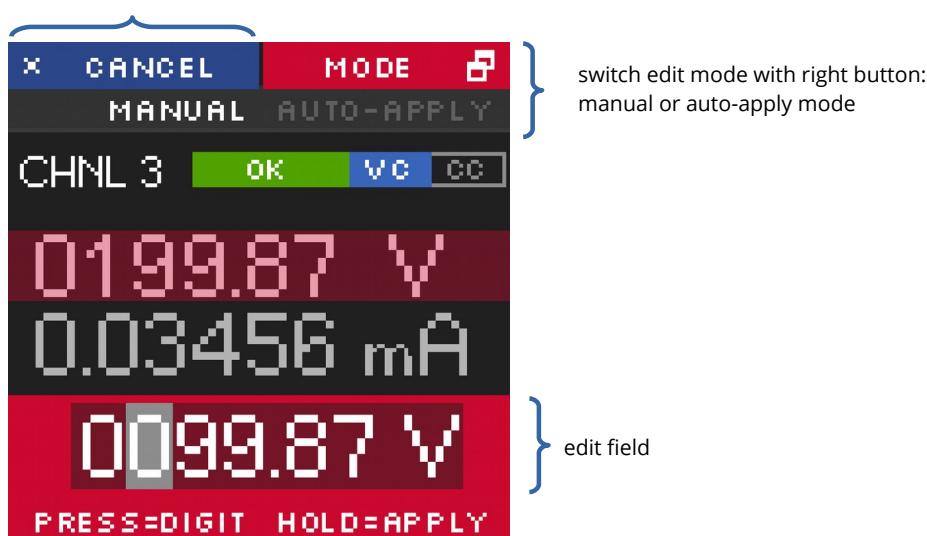 × CANCEL MODE
MANUAL AUTO-APPLY
switch edit mode with right button:
manual or auto-apply mode
CHNL 3 OK VC CC
0199.87 V
0.03456 mA
0099.87 V
edit field
PRESS=DIGIT HOLD=APPLY